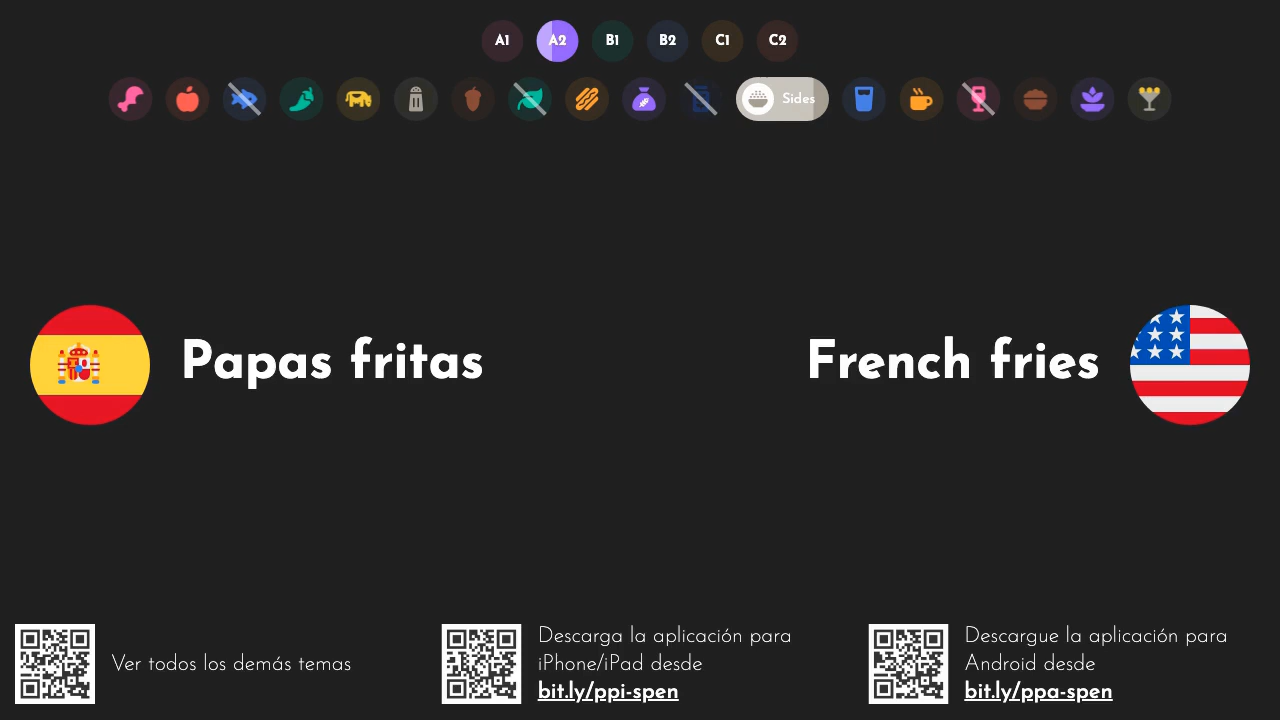 A1 A2 B1 B2 C1 C2
Sides
Papas fritas
French fries
Ver todos los demás temas
Descarga la aplicación para
iPhone/iPad desde
bit.ly/ppi-spen
Descargue la aplicación para
Android desde
bit.ly/ppa-spen